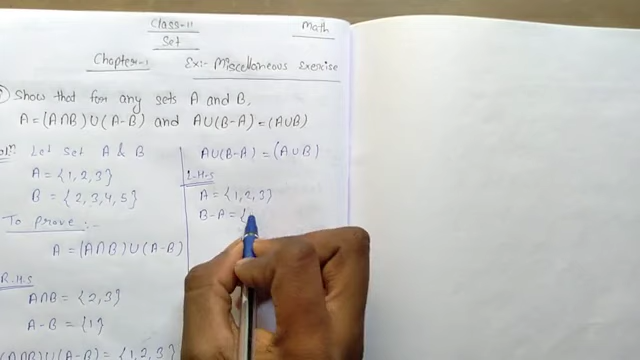 Class-11
Math
Set
Chapter-1 Ex:- Miscellaneous Exercise
Show that for any sets A and B,
A=(A∩B)∪(A-B) and A∪(B-A)=(A∪B)
Let Set A & B
A = {1,2,3}
B = {2,3,4,5}
To prove:-
A = (A∩B)∪(A-B)
R.H.S
A∩B = {2,3}
A-B = {1}
(A∩B)∪(A-B) = {1,2,3}
A∪(B-A) = (A∪B)
L.H.S
A = {1,2,3}
B-A = {